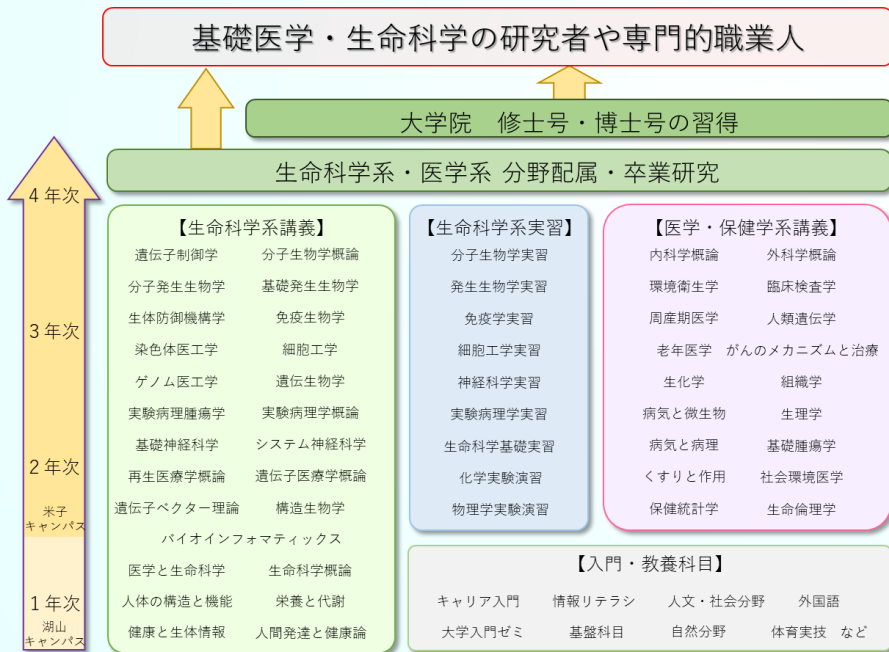 基礎医学・生命科学の研究者や専門的職業人
大学院　修士号・博士号の習得
生命科学系・医学系 分野配属・卒業研究
4年次
3年次
2年次
米子
キャンパス
1年次
湖山
キャンパス
【生命科学系講義】
遺伝子制御学　分子生物学概論
分子発生生物学　基礎発生生物学
生体防御機構学　免疫生物学
染色体医工学　細胞工学
ゲノム医工学　遺伝生物学
実験病理腫瘍学　実験病理学概論
基礎神経科学　システム神経科学
再生医療学概論　遺伝子医療学概論
遺伝子ベクター理論　構造生物学
バイオインフォマティックス
医学と生命科学　生命科学概論
人体の構造と機能　栄養と代謝
健康と生体情報　人間発達と健康論
【生命科学系実習】
分子生物学実習
発生生物学実習
免疫学実習
細胞工学実習
神経科学実習
実験病理学実習
生命科学基礎実習
化学実験演習
物理学実験演習
【医学・保健学系講義】
内科学概論　外科学概論
環境衛生学　臨床検査学
周産期医学　人類遺伝学
老年医学　がんのメカニズムと治療
生化学　組織学
病気と微生物　生理学
病気と病理　基礎腫瘍学
くすりと作用　社会環境医学
保健統計学　生命倫理学
【入門・教養科目】
キャリア入門　情報リテラシ　人文・社会分野　外国語
大学入門ゼミ　基盤科目　自然分野　体育実技　など